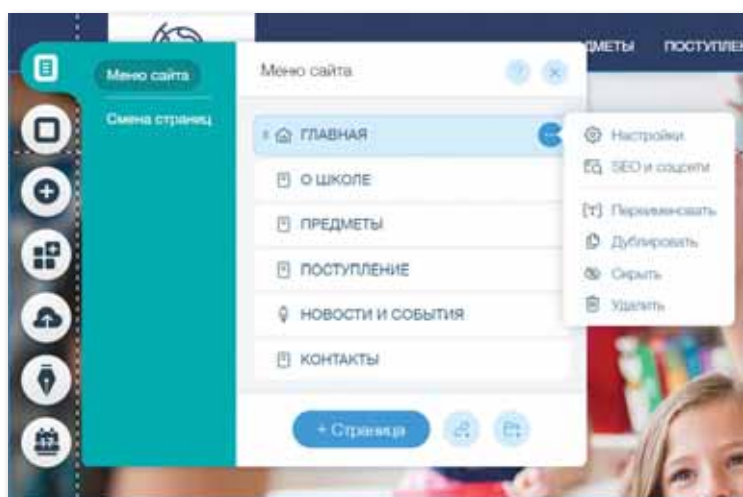 ПОСТУПЛЕ
Меню сайта
Смена страниц
Меню сайта
?
ГЛАВНАЯ
О ШКОЛЕ
ПРЕДМЕТЫ
ПОСТУПЛЕНИЕ
НОВОСТИ И СОБЫТИЯ
КОНТАКТЫ
+ Страница
Настройки
SEO и соцсети
[T] Переименовать
Дублировать
Скрыть
Удалить